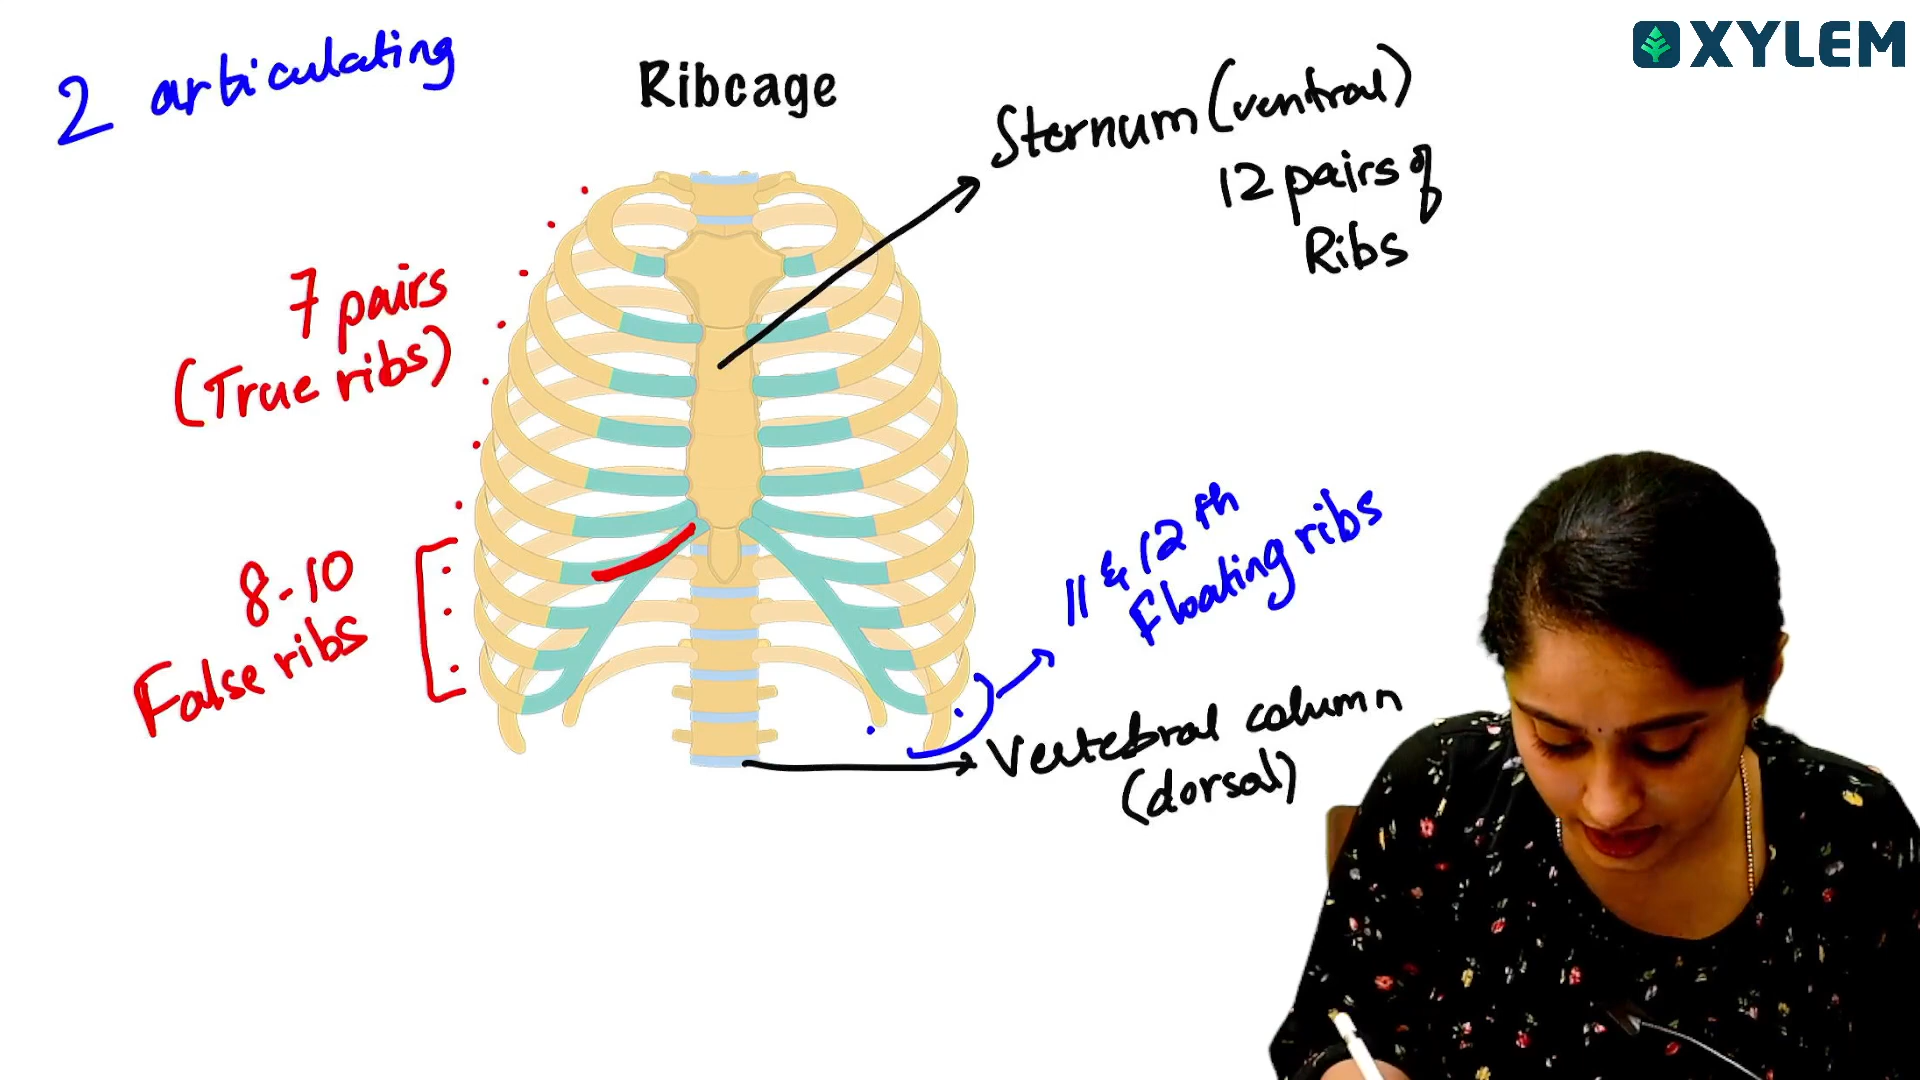 XYLEM
2 articulating
Ribcage
Sternum (ventral)
12 pairs of
Ribs
7 pairs
(True ribs)
8-10
False ribs
11 & 12th
Floating ribs
Vertebral column
(dorsal)